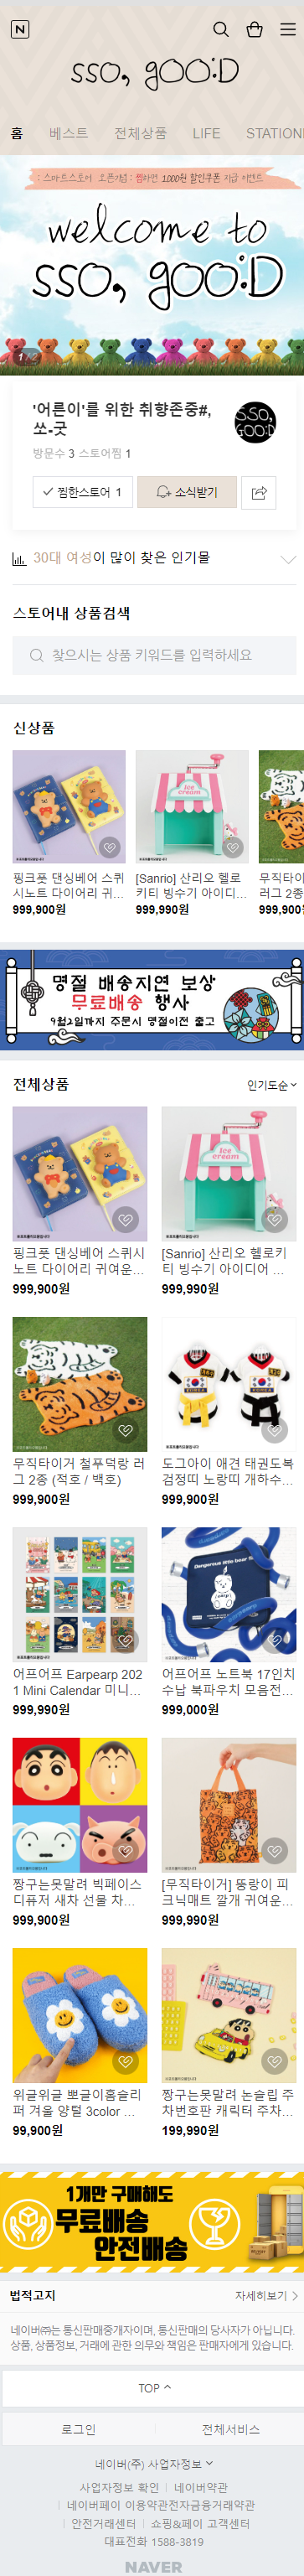 N
sso, goo:D
홈 베스트 전체상품 LIFE STATION
: 스마트스토어 오픈개업 : 찜하면 1,000원 할인쿠폰 지급 이벤트
welcome to
sso, goo:D
1 / 2
'어른이'를 위한 취향존중#,
쏘-굿
SSO,
GOO:D
방문수 3 스토어찜 1
찜한스토어 1
소식받기
30대 여성이 많이 찾은 인기몰
스토어내 상품검색
찾으시는 상품 키워드를 입력하세요
신상품
ice
cream
핑크퐁 댄싱베어 스퀴
시노트 다이어리 귀...
999,900원
[Sanrio] 산리오 헬로
키티 빙수기 아이디...
999,990원
무직타이
러그 2종
999,900원
명절 배송지연 보상
무료배송 행사
9월2일까지 주문시 명절이전 출고
전체상품
인기도순
ice
cream
핑크퐁 댄싱베어 스퀴시
노트 다이어리 귀여운...
999,900원
[Sanrio] 산리오 헬로키
티 빙수기 아이디어 ...
999,990원
무직타이거 철푸덕랑 러
그 2종 (적호 / 백호)
999,900원
KOREA
KOREA
도그아이 애견 태권도복
검정띠 노랑띠 개하수...
999,900원
어프어프 Earpearp 202
1 Mini Calendar 미니...
999,990원
Dangerous little bear is
어프어프 노트북 17인치
수납 북파우치 모음전...
999,000원
짱구는못말려 빅페이스
디퓨저 새차 선물 차...
999,900원
[무직타이거] 뚱랑이 피
크닉매트 깔개 귀여운...
999,990원
위글위글 뽀글이홈슬리
퍼 겨울 양털 3color ...
99,900원
짱구는못말려 논슬립 주
차번호판 캐릭터 주차...
199,990원
1개만 구매해도
무료배송
안전배송
법적고지
자세히보기
네이버㈜는 통신판매중개자이며, 통신판매의 당사자가 아닙니다.
상품, 상품정보, 거래에 관한 의무와 책임은 판매자에게 있습니다.
TOP
로그인 전체서비스
네이버(주) 사업자정보
사업자정보 확인 | 네이버약관
| 네이버페이 이용약관전자금융거래약관
| 안전거래센터 | 쇼핑&페이 고객센터
대표전화 1588-3819
NAVER